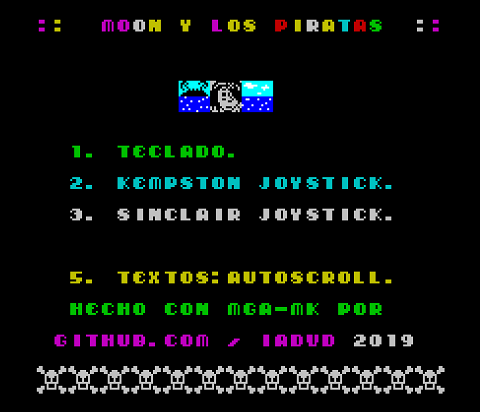 :: MOON Y LOS PIRATAS ::
1. TECLADO.
2. KEMPSTON JOYSTICK.
3. SINCLAIR JOYSTICK.
5. TEXTOS:AUTOSCROLL.
HECHO CON MGA-MK POR
GITHUB.COM / IADVD 2019